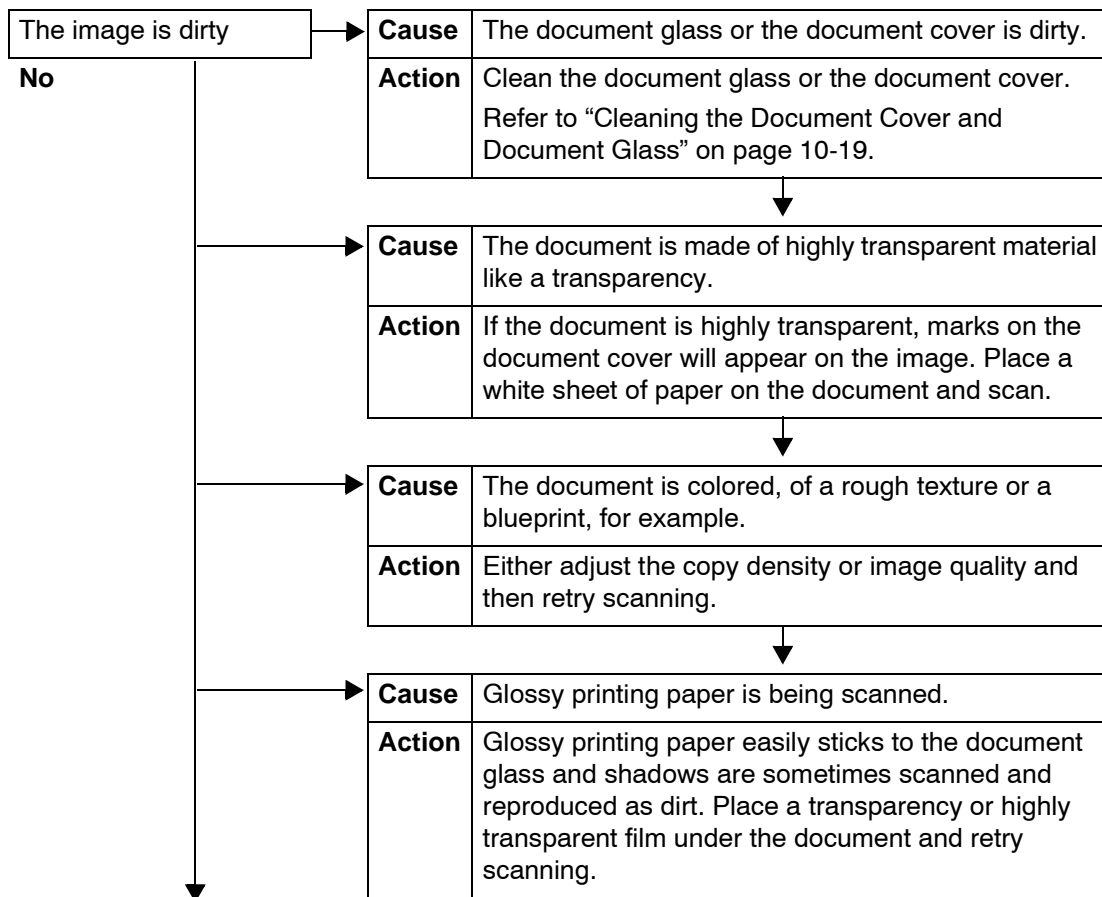 The image is dirty
No
Cause
The document glass or the document cover is dirty.
Action
Clean the document glass or the document cover.
Refer to “Cleaning the Document Cover and
Document Glass” on page 10-19.
Cause
The document is made of highly transparent material
like a transparency.
Action
If the document is highly transparent, marks on the
document cover will appear on the image. Place a
white sheet of paper on the document and scan.
Cause
The document is colored, of a rough texture or a
blueprint, for example.
Action
Either adjust the copy density or image quality and
then retry scanning.
Cause
Glossy printing paper is being scanned.
Action
Glossy printing paper easily sticks to the document
glass and shadows are sometimes scanned and
reproduced as dirt. Place a transparency or highly
transparent film under the document and retry
scanning.